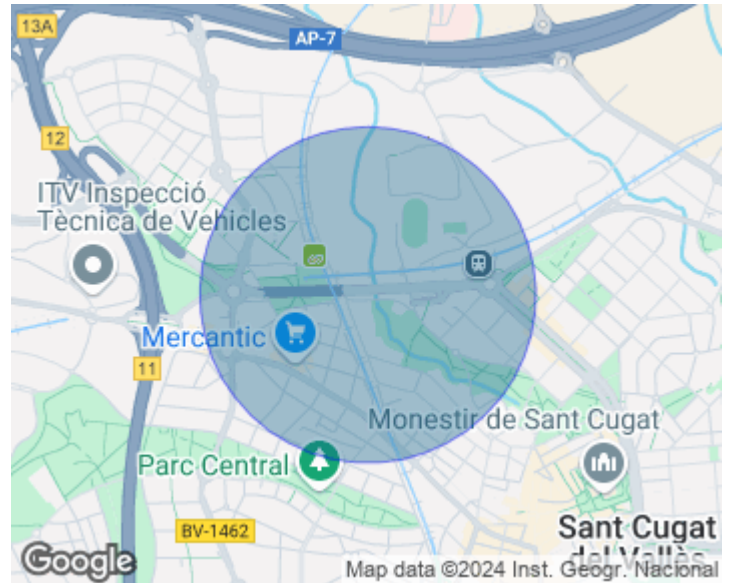 13A
AP-7
12
ITV Inspecció
Tècnica de Vehicles
Mercantic
11
Monestir de Sant Cugat
Parc Central
BV-1462
Sant Cugat
del Vallès
Google
Map data ©2024 Inst. Geogr. Nacional